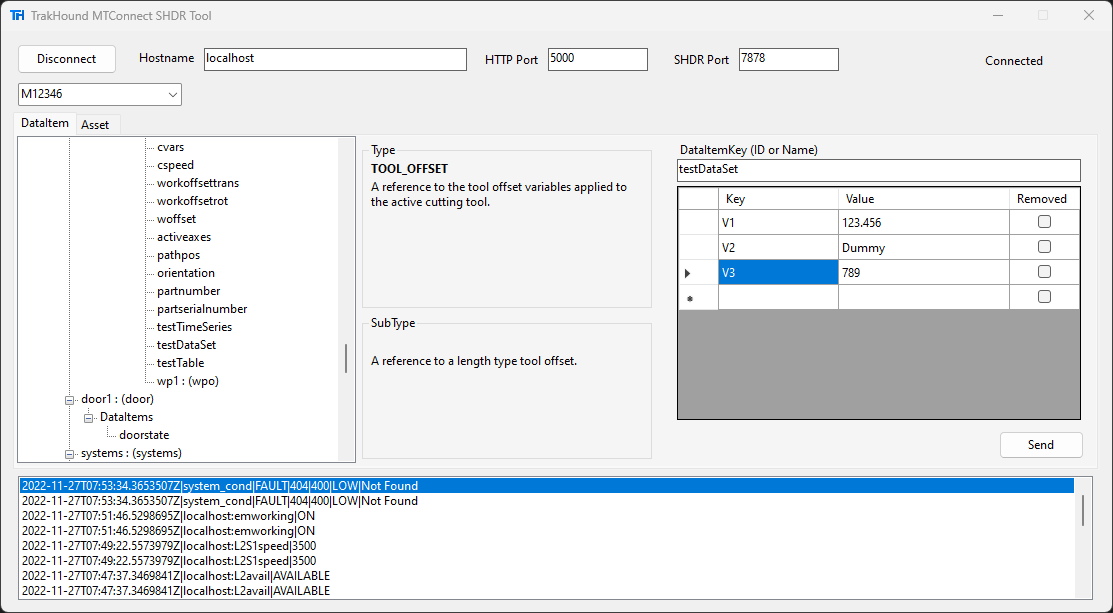 TrakHound MTConnect SHDR Tool
Disconnect
Hostname
localhost
HTTP Port
5000
SHDR Port
7878
Connected
M12346
DataItem
Asset
cvars
cspeed
workoffsettrans
workoffsetrot
woffset
activeaxes
pathpos
orientation
partnumber
partserialnumber
testTimeSeries
testDataSet
testTable
wp1 : (wpo)
door1 : (door)
DataItems
doorstate
systems : (systems)
Type
TOOL_OFFSET
A reference to the tool offset variables applied to
the active cutting tool.
SubType
A reference to a length type tool offset.
DataItemKey (ID or Name)
testDataSet
Key Value Removed
V1 123.456
V2 Dummy
V3 789
Send
2022-11-27T07:53:34.3653507Z|system_cond|FAULT|404|400|LOW|Not Found
2022-11-27T07:53:34.3653507Z|system_cond|FAULT|404|400|LOW|Not Found
2022-11-27T07:51:46.5298695Z|localhost:emworking|ON
2022-11-27T07:51:46.5298695Z|localhost:emworking|ON
2022-11-27T07:49:22.5573979Z|localhost:L2S1speed|3500
2022-11-27T07:49:22.5573979Z|localhost:L2S1speed|3500
2022-11-27T07:47:37.3469841Z|localhost:L2avail|AVAILABLE
2022-11-27T07:47:37.3469841Z|localhost:L2avail|AVAILABLE